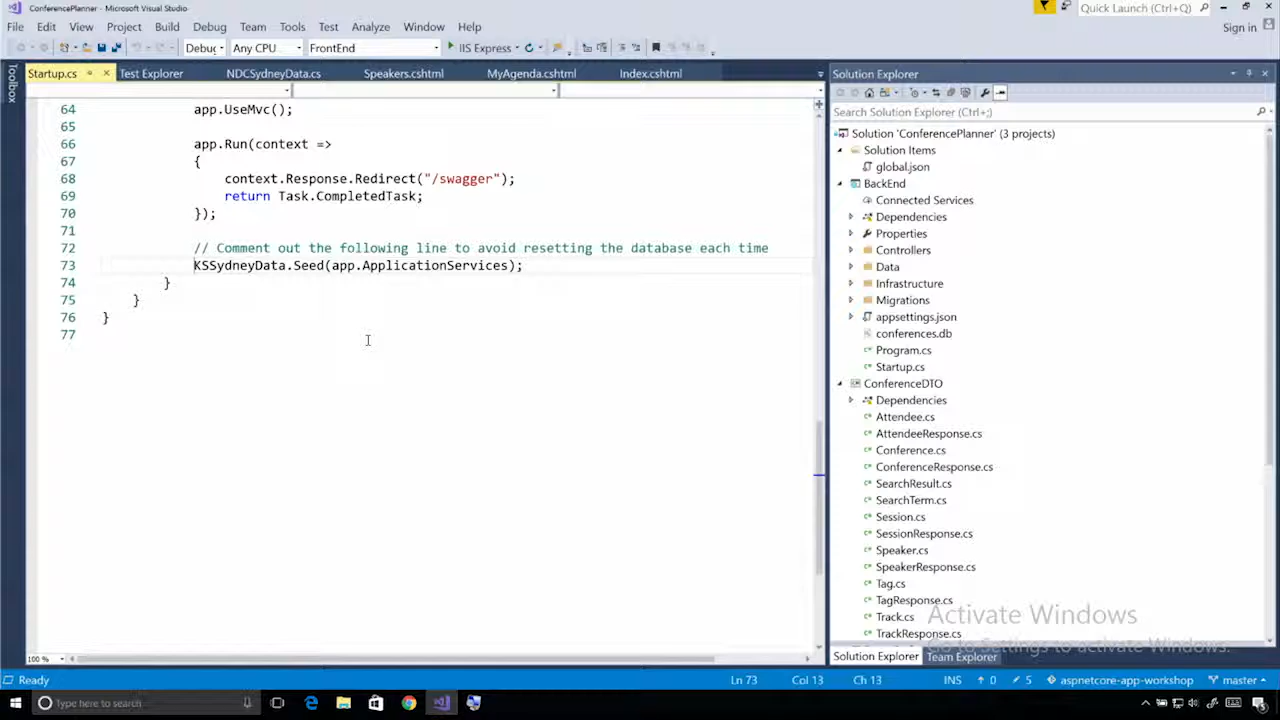 ConferencePlanner - Microsoft Visual Studio
Quick Launch (Ctrl+Q)
File Edit View Project Build Debug Team Tools Test Analyze Window Help
Sign in
Debug Any CPU FrontEnd IIS Express
Startup.cs Test Explorer NDCSydneyData.cs Speakers.cshtml MyAgenda.cshtml Index.cshtml
Toolbox
64 app.UseMvc();
65
66 app.Run(context =>
67 {
68 context.Response.Redirect("/swagger");
69 return Task.CompletedTask;
70 });
71
72 // Comment out the following line to avoid resetting the database each time
73 KSSydneyData.Seed(app.ApplicationServices);
74 }
75 }
76 }
77
100 %
Solution Explorer
Search Solution Explorer (Ctrl+;)
Solution 'ConferencePlanner' (3 projects)
Solution Items
global.json
BackEnd
Connected Services
Dependencies
Properties
Controllers
Data
Infrastructure
Migrations
appsettings.json
conferences.db
Program.cs
Startup.cs
ConferenceDTO
Dependencies
Attendee.cs
AttendeeResponse.cs
Conference.cs
ConferenceResponse.cs
SearchResult.cs
SearchTerm.cs
Session.cs
SessionResponse.cs
Speaker.cs
SpeakerResponse.cs
Tag.cs
TagResponse.cs
Track.cs
TrackResponse.cs
Activate Windows
Go to Settings to activate Windows.
Solution Explorer Team Explorer
Ready Ln 73 Col 13 Ch 13 INS 0 5 aspnetcore-app-workshop master
Type here to search